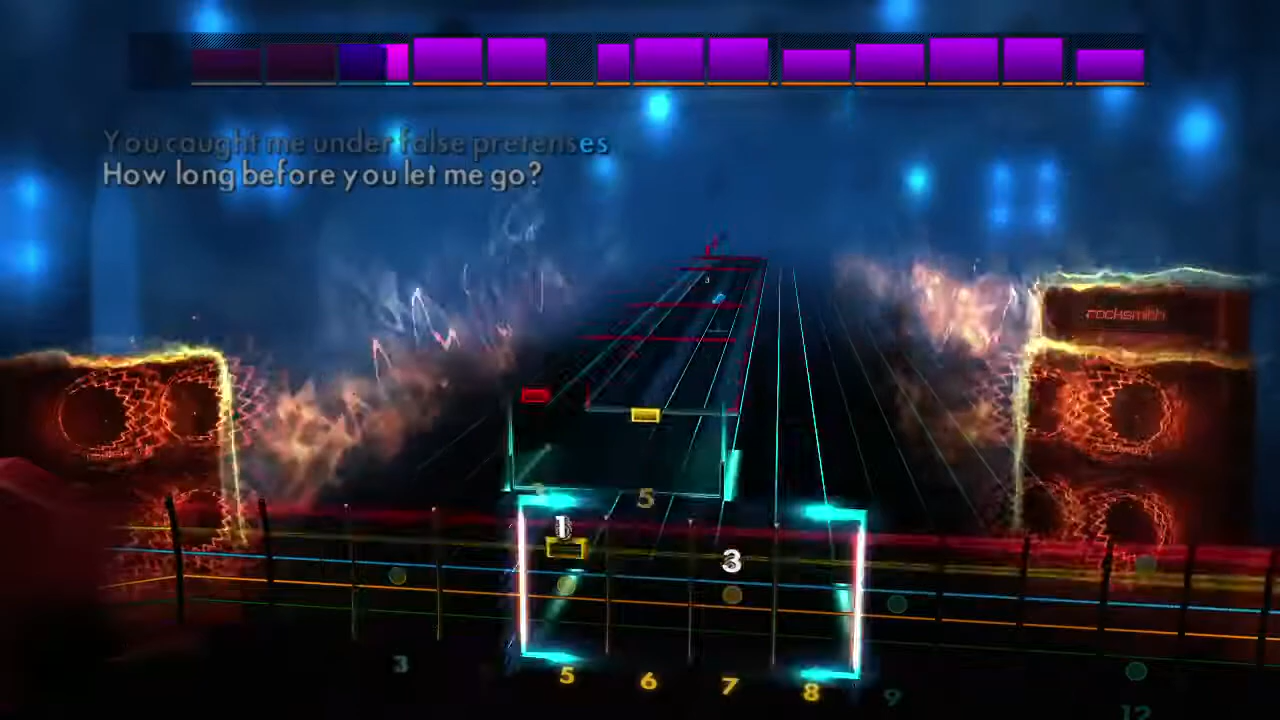 You caught me under false pretenses
How long before you let me go?
rocksmith
3
5
1
3
3 5 6 7 8 9 12